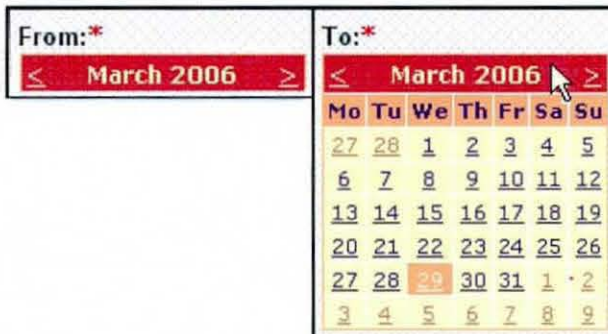 From:*
< March 2006 >
To:*
< March 2006 >
Mo Tu We Th Fr Sa Su
27 28 1 2 3 4 5
6 7 8 9 10 11 12
13 14 15 16 17 18 19
20 21 22 23 24 25 26
27 28 29 30 31 1 2
3 4 5 6 7 8 9